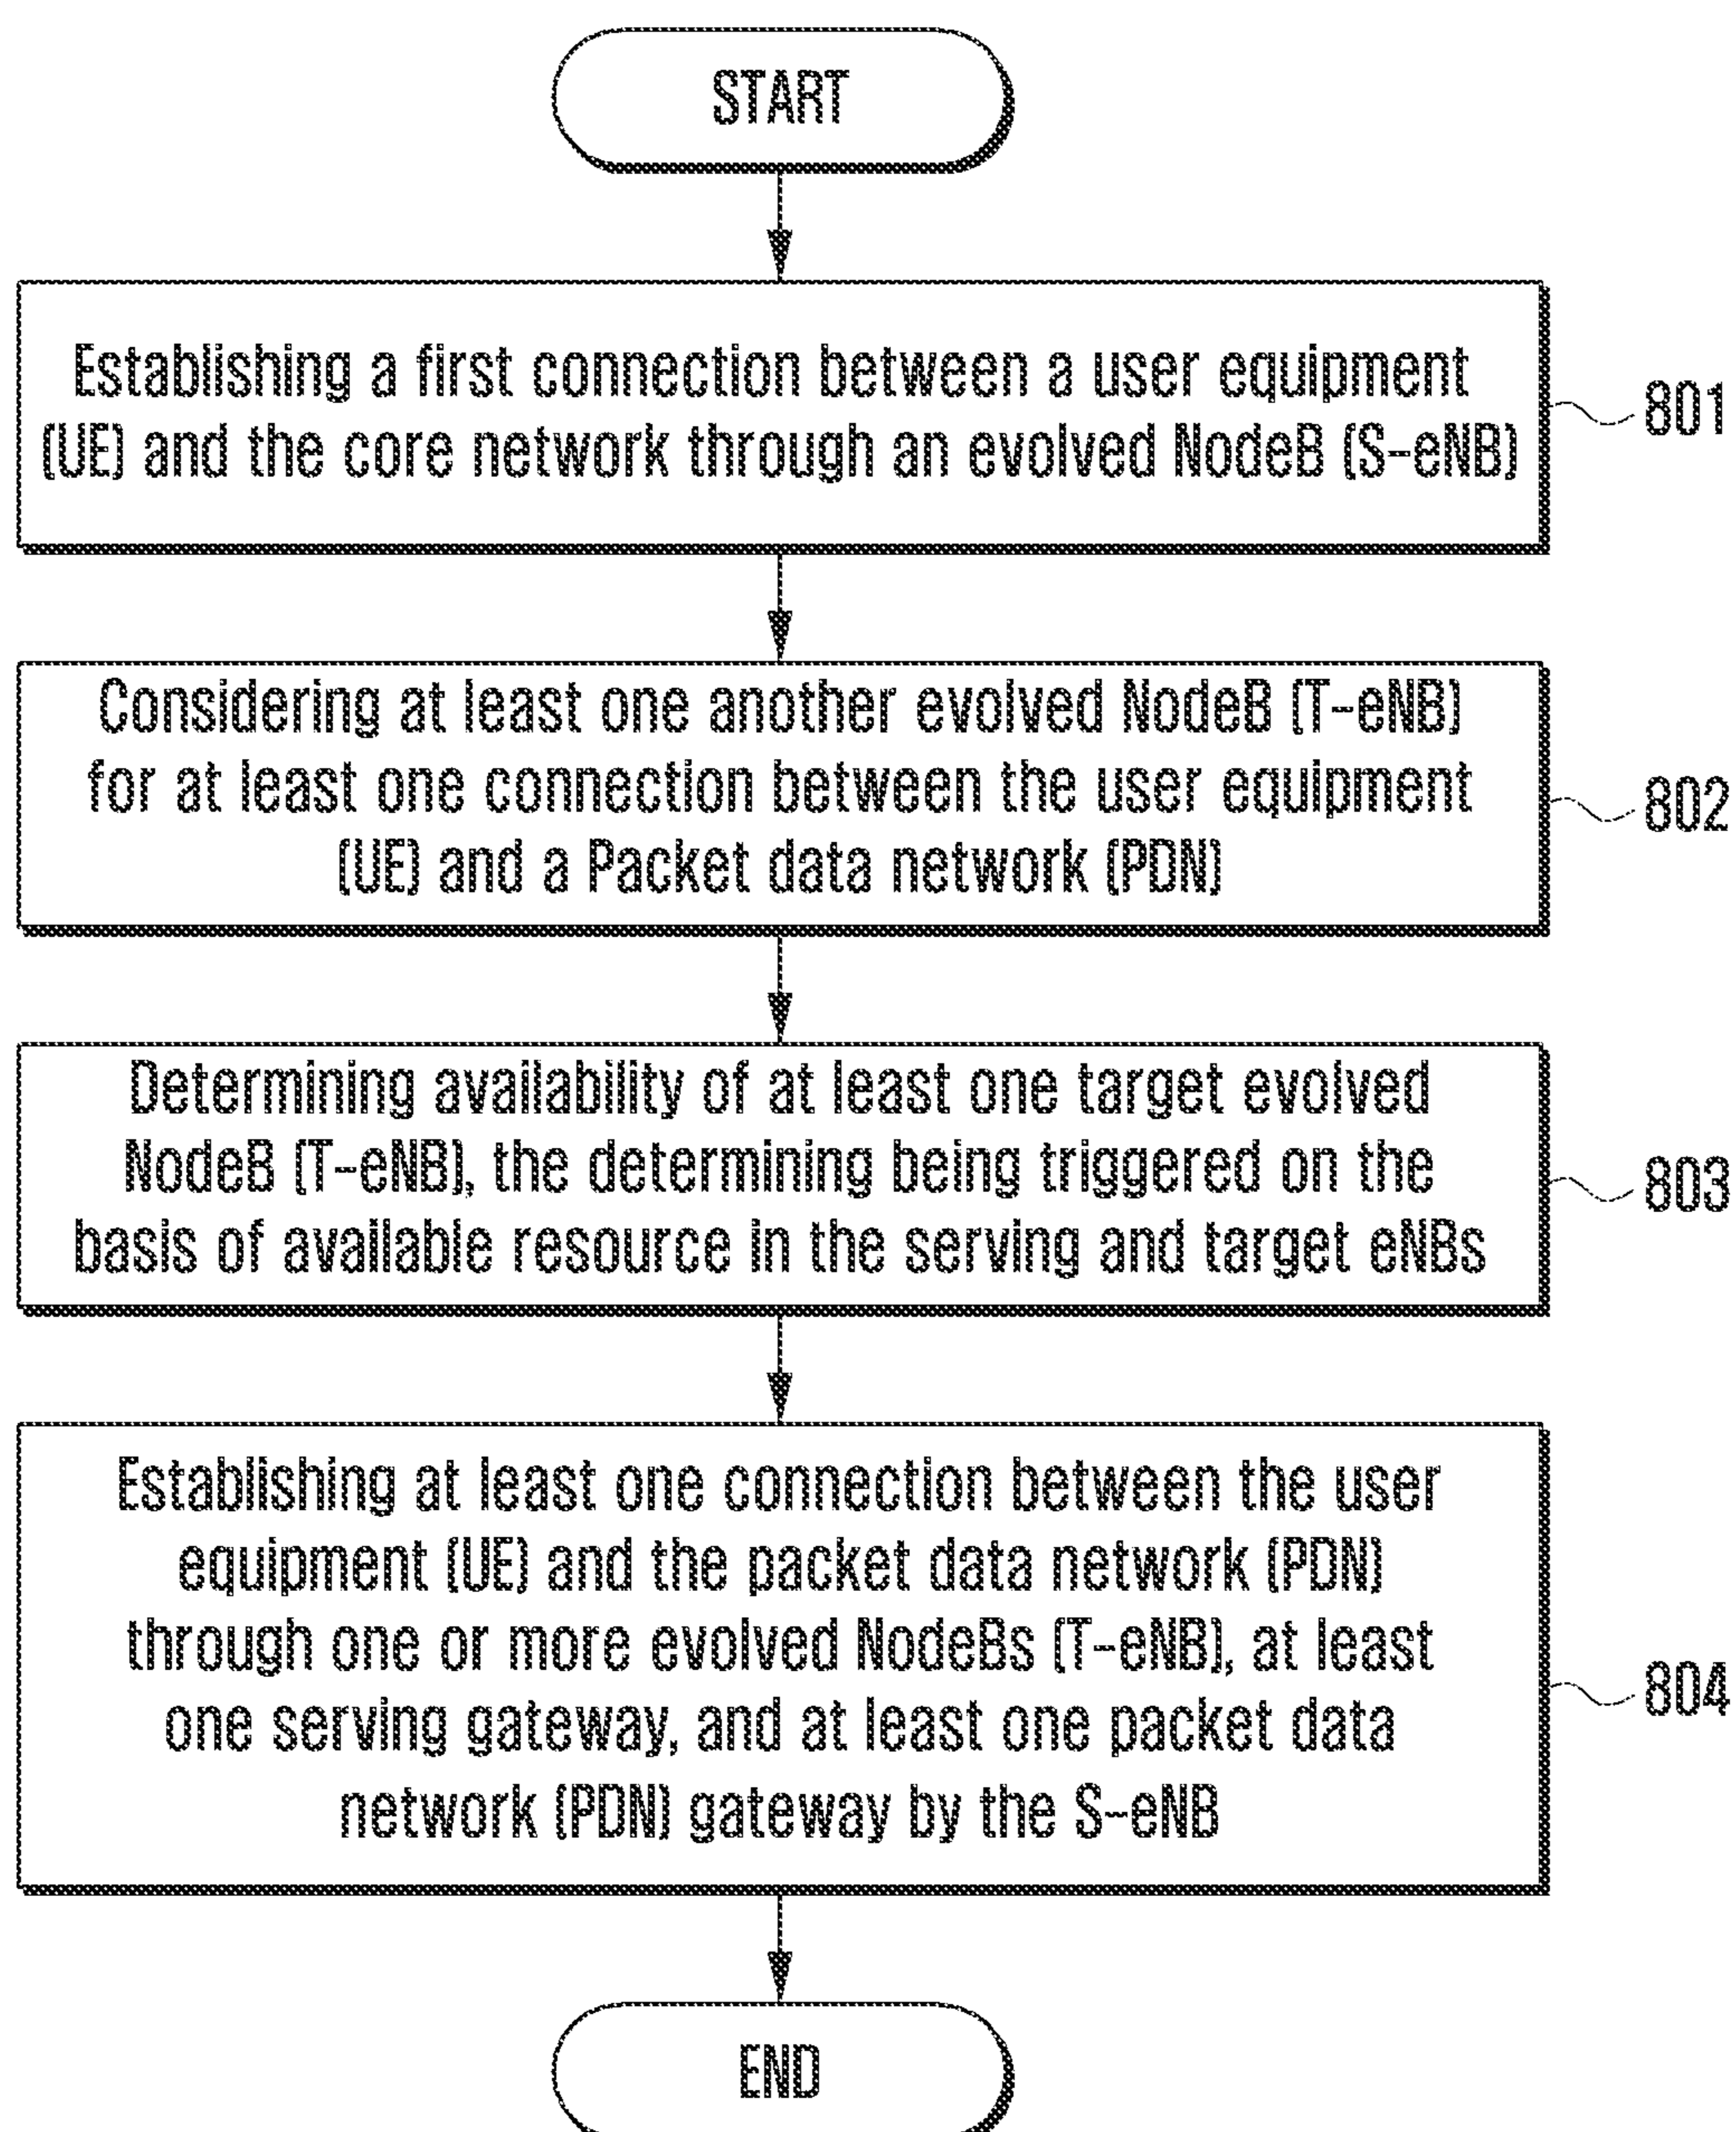 START
Establishing a first connection between a user equipment
(UE) and the core network through an evolved NodeB (S-eNB)
801
Considering at least one another evolved NodeB (T-eNB)
for at least one connection between the user equipment
(UE) and a Packet data network (PDN)
802
Determining availability of at least one target evolved
NodeB (T-eNB), the determining being triggered on the
basis of available resource in the serving and target eNBs
803
Establishing at least one connection between the user
equipment (UE) and the packet data network (PDN)
through one or more evolved NodeBs (T-eNB), at least
one serving gateway, and at least one packet data
network (PDN) gateway by the S-eNB
804
END